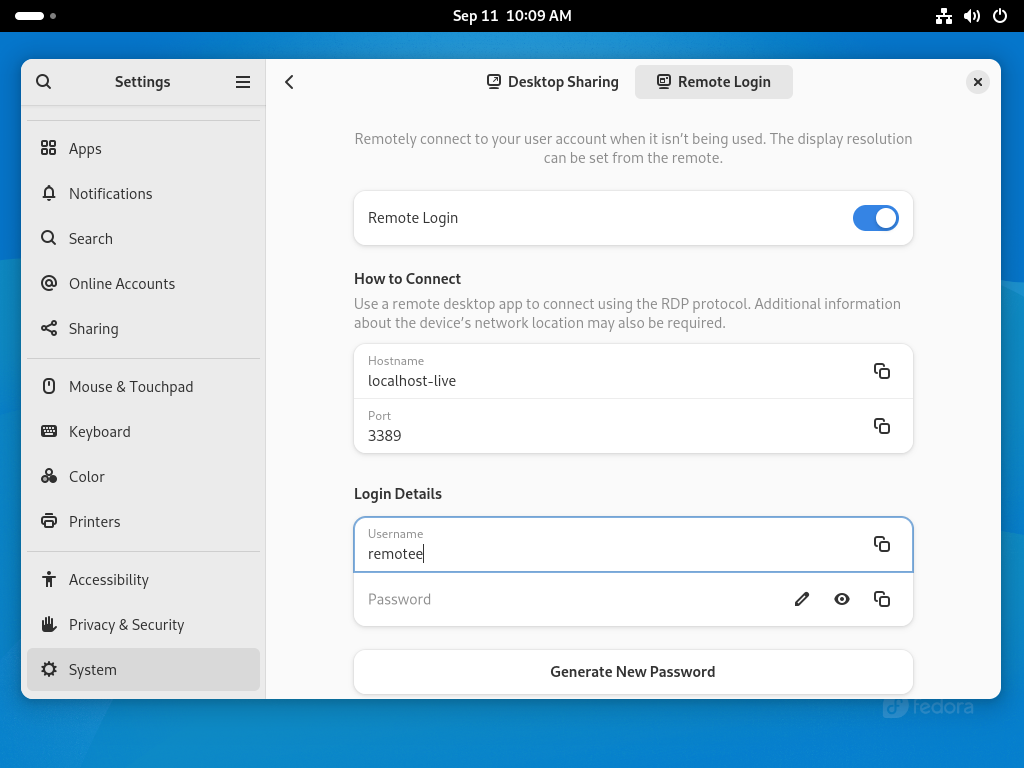 Sep 11 10:09 AM
Settings
Desktop Sharing
Remote Login
Apps
Notifications
Search
Online Accounts
Sharing
Mouse & Touchpad
Keyboard
Color
Printers
Accessibility
Privacy & Security
System
Remotely connect to your user account when it isn’t being used. The display resolution
can be set from the remote.
Remote Login
How to Connect
Use a remote desktop app to connect using the RDP protocol. Additional information
about the device’s network location may also be required.
Hostname
localhost-live
Port
3389
Login Details
Username
remotee
Password
Generate New Password
fedora